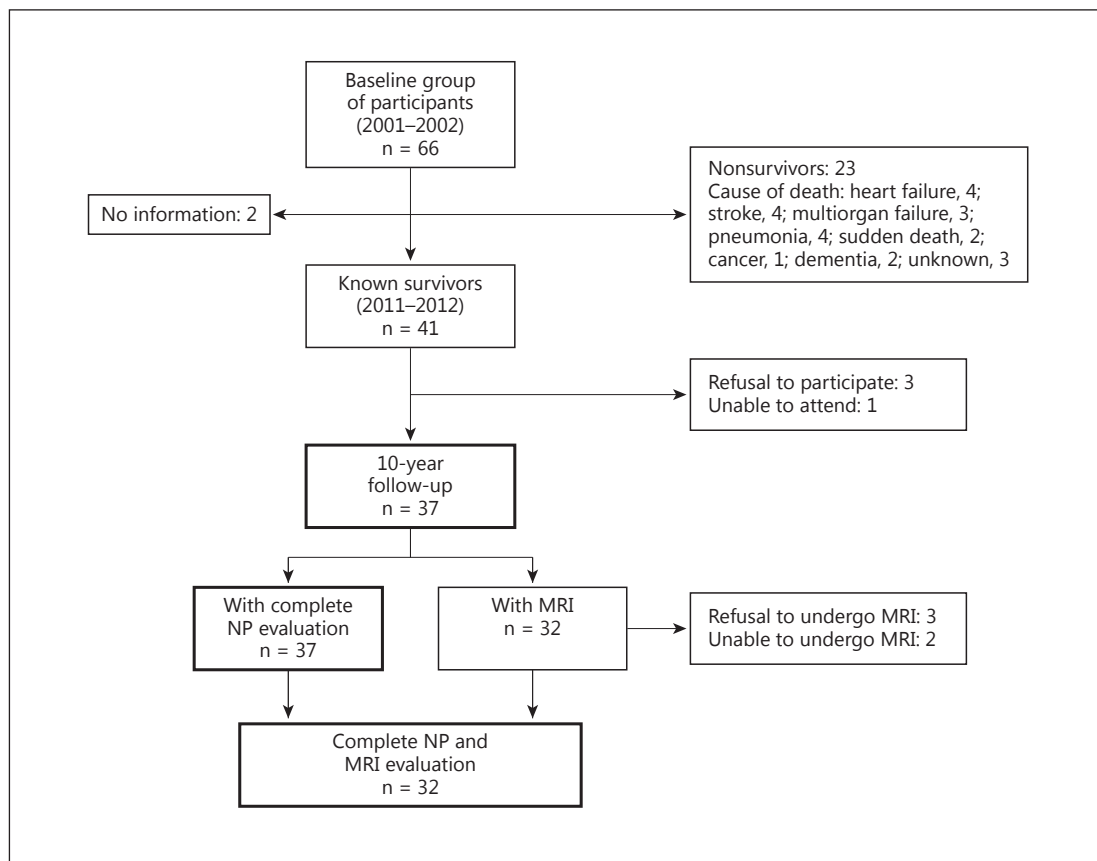 Baseline group
of participants
(2001–2002)
n = 66
No information: 2
Nonsurvivors: 23
Cause of death: heart failure, 4;
stroke, 4; multiorgan failure, 3;
pneumonia, 4; sudden death, 2;
cancer, 1; dementia, 2; unknown, 3
Known survivors
(2011–2012)
n = 41
Refusal to participate: 3
Unable to attend: 1
10-year
follow-up
n = 37
With complete
NP evaluation
n = 37
With MRI
n = 32
Refusal to undergo MRI: 3
Unable to undergo MRI: 2
Complete NP and
MRI evaluation
n = 32